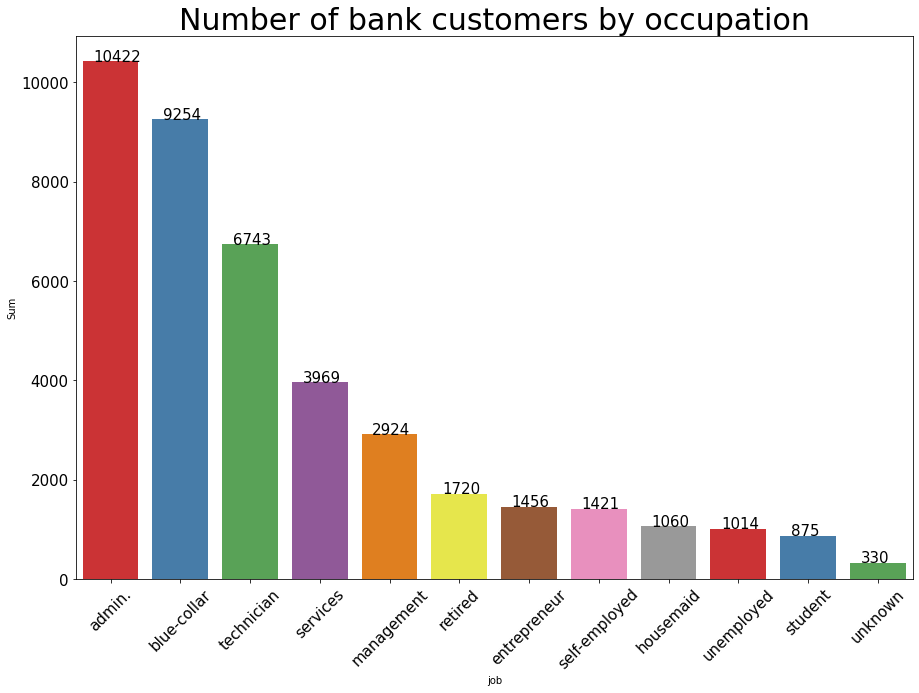 Number of bank customers by occupation
10422
10000
9254
8000
6743
6000
Sum
3969
4000
2924
2000
1720
1456
1421
1060
1014
875
330
0
admin.
blue-collar
technician
services
management
retired
entrepreneur
self-employed
housemaid
unemployed
student
unknown
job